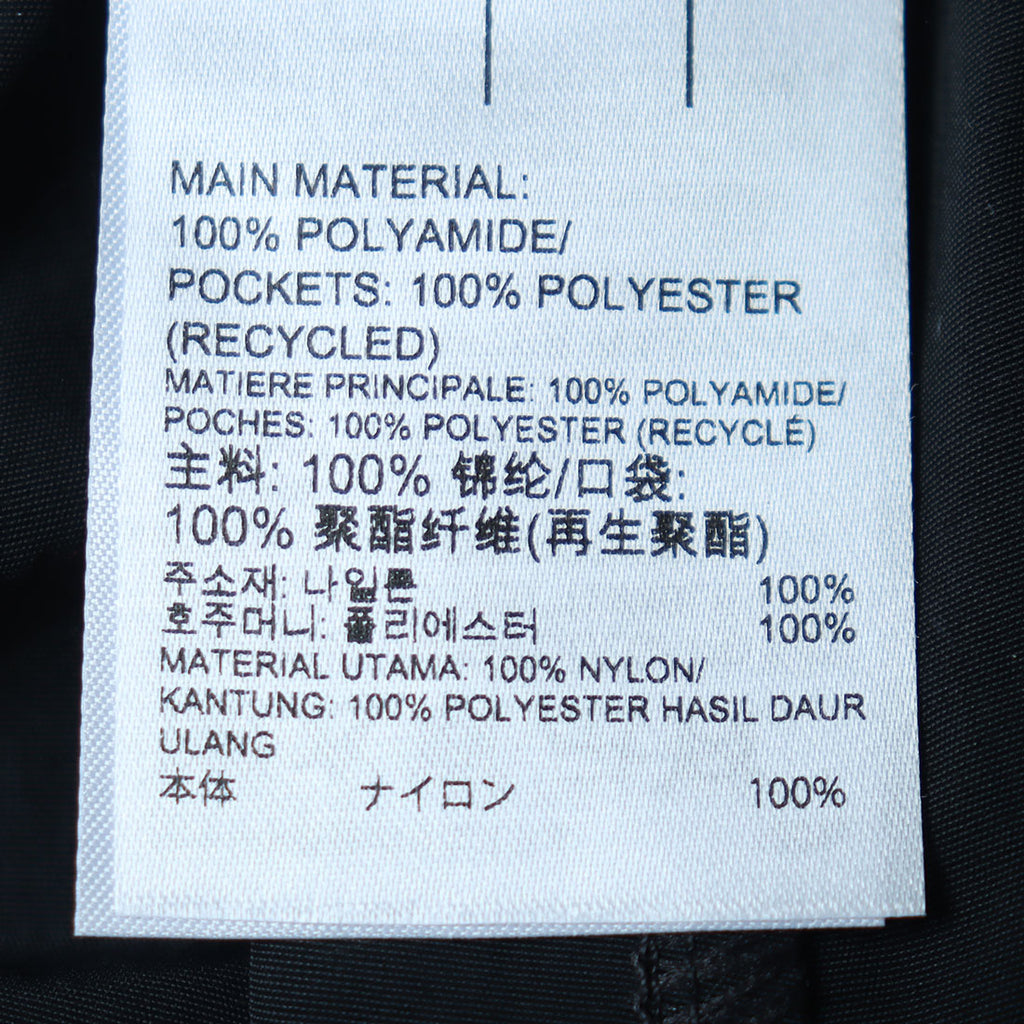 MAIN MATERIAL:
100% POLYAMIDE/
POCKETS: 100% POLYESTER
(RECYCLED)
MATIERE PRINCIPALE: 100% POLYAMIDE/
POCHES: 100% POLYESTER (RECYCLÉ)
主料: 100% 锦纶/口袋:
100% 聚酯纤维(再生聚酯)
주소재: 나일론 100%
호주머니: 폴리에스터 100%
MATERIAL UTAMA: 100% NYLON/
KANTUNG: 100% POLYESTER HASIL DAUR
ULANG
本体 ナイロン 100%